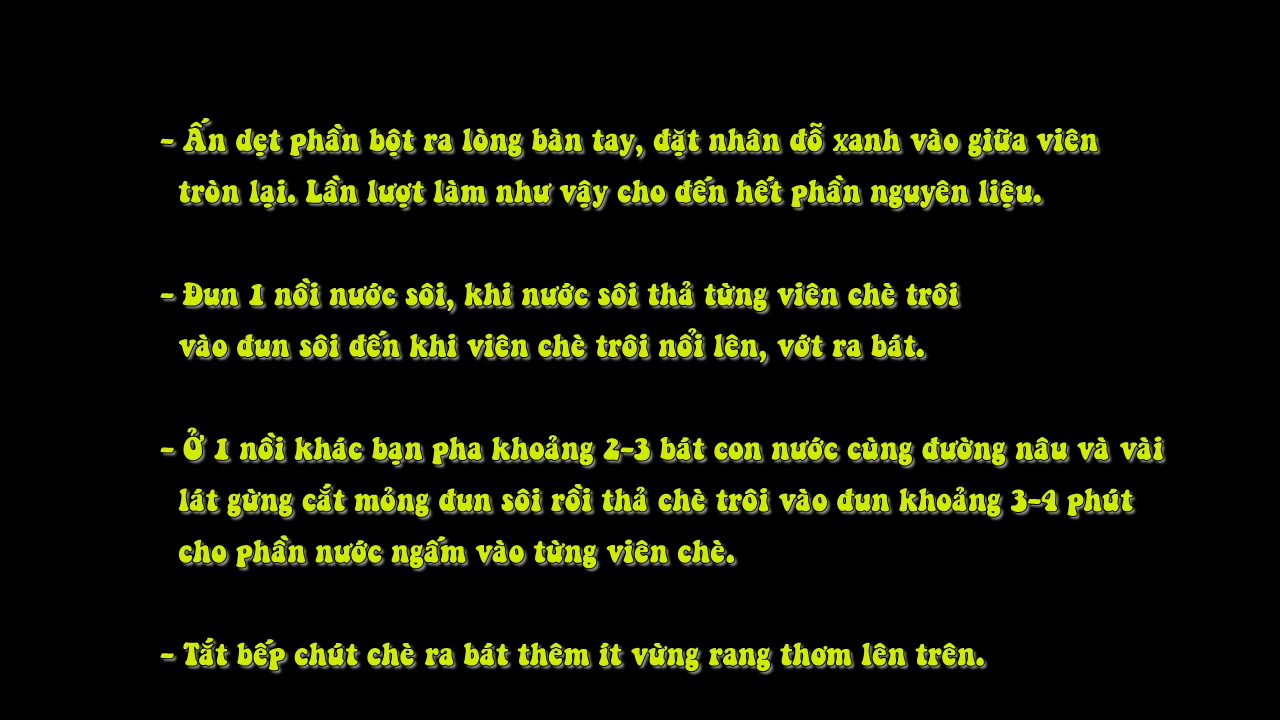 - Ấn dẹt phần bột ra lòng bàn tay, đặt nhân đỗ xanh vào giữa viên
tròn lại. Lần lượt làm như vậy cho đến hết phần nguyên liệu.
- Đun 1 nồi nước sôi, khi nước sôi thả từng viên chè trôi
vào đun sôi đến khi viên chè trôi nổi lên, vớt ra bát.
- Ở 1 nồi khác bạn pha khoảng 2-3 bát con nước cùng đường nâu và vài
lát gừng cắt mỏng đun sôi rồi thả chè trôi vào đun khoảng 3-4 phút
cho phần nước ngấm vào từng viên chè.
- Tắt bếp chút chè ra bát thêm ít vừng rang thơm lên trên.